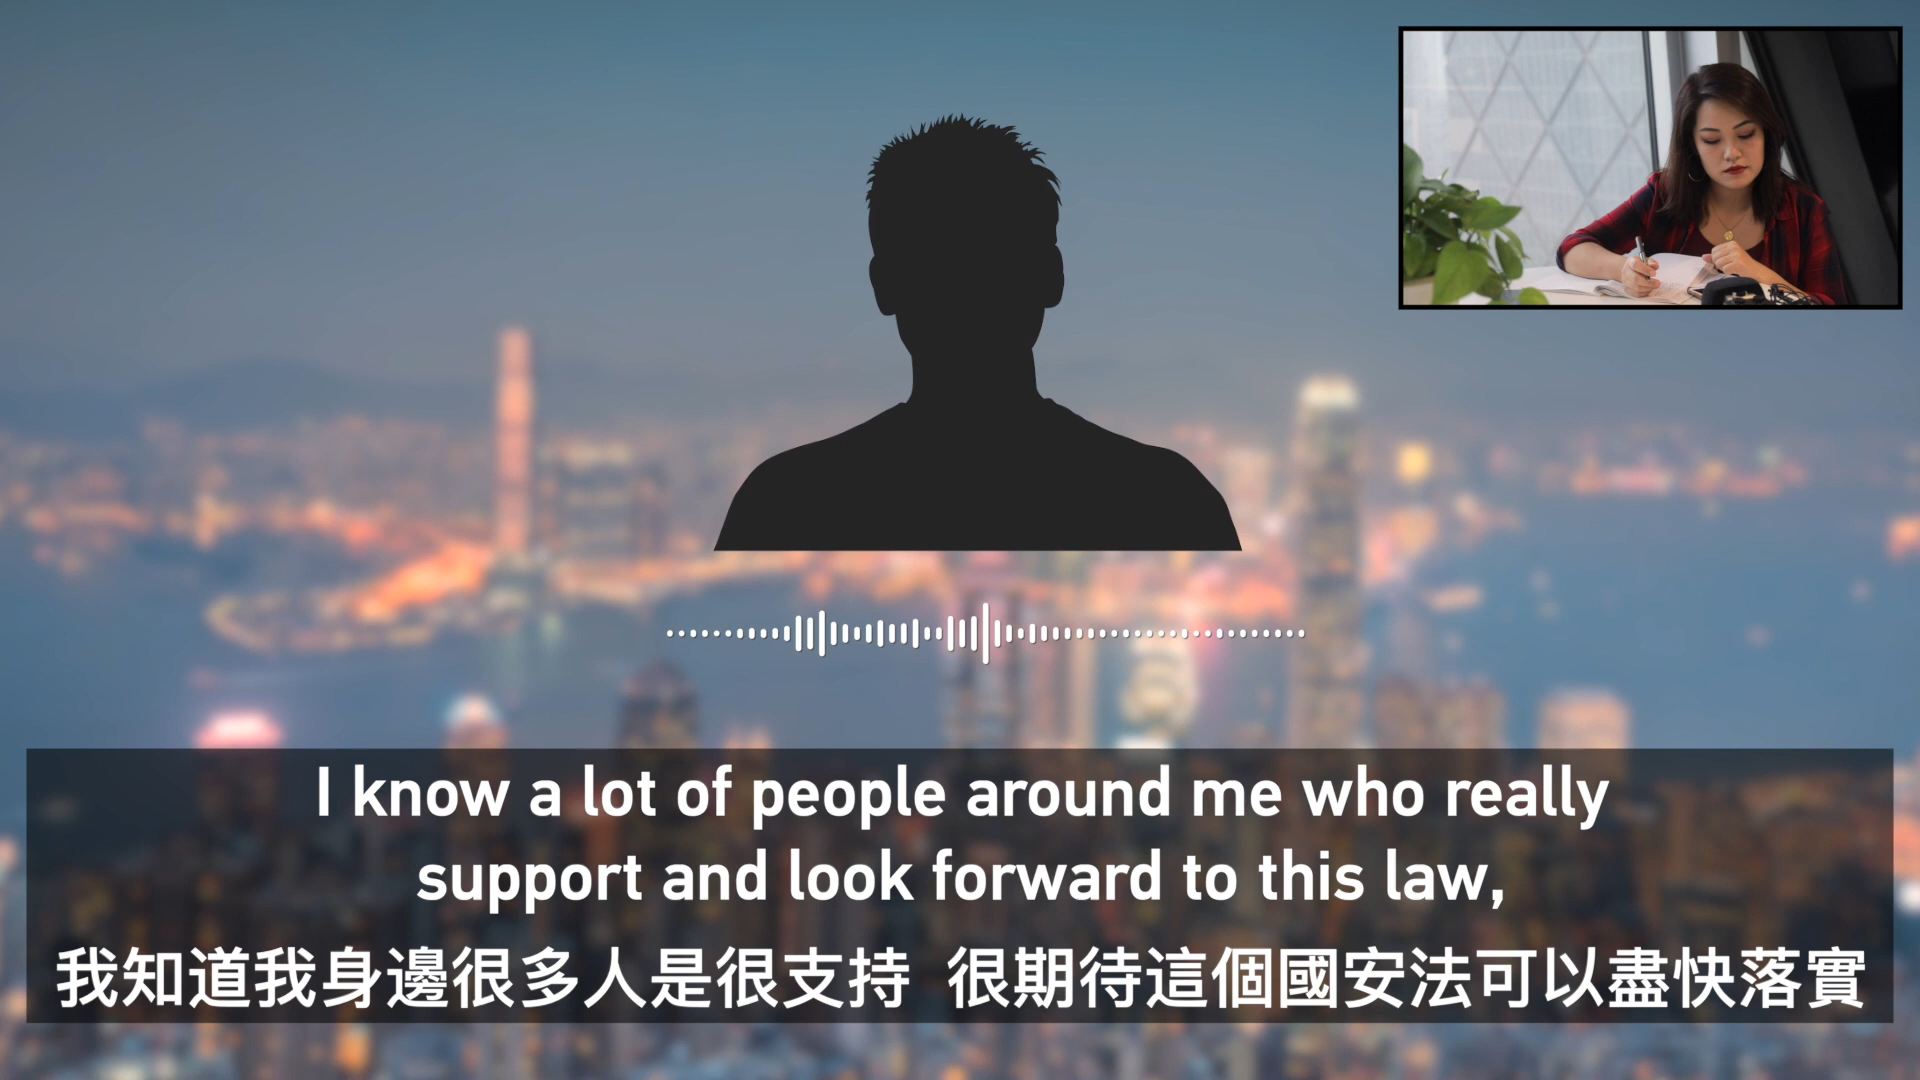 I know a lot of people around me who really
support and look forward to this law,
我知道我身邊很多人是很支持 很期待這個國安法可以盡快落實